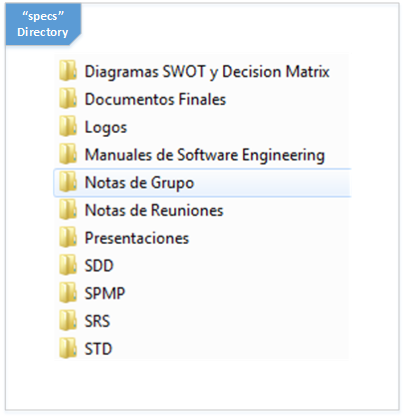 “specs”
Directory
Diagramas SWOT y Decision Matrix
Documentos Finales
Logos
Manuales de Software Engineering
Notas de Grupo
Notas de Reuniones
Presentaciones
SDD
SPMP
SRS
STD